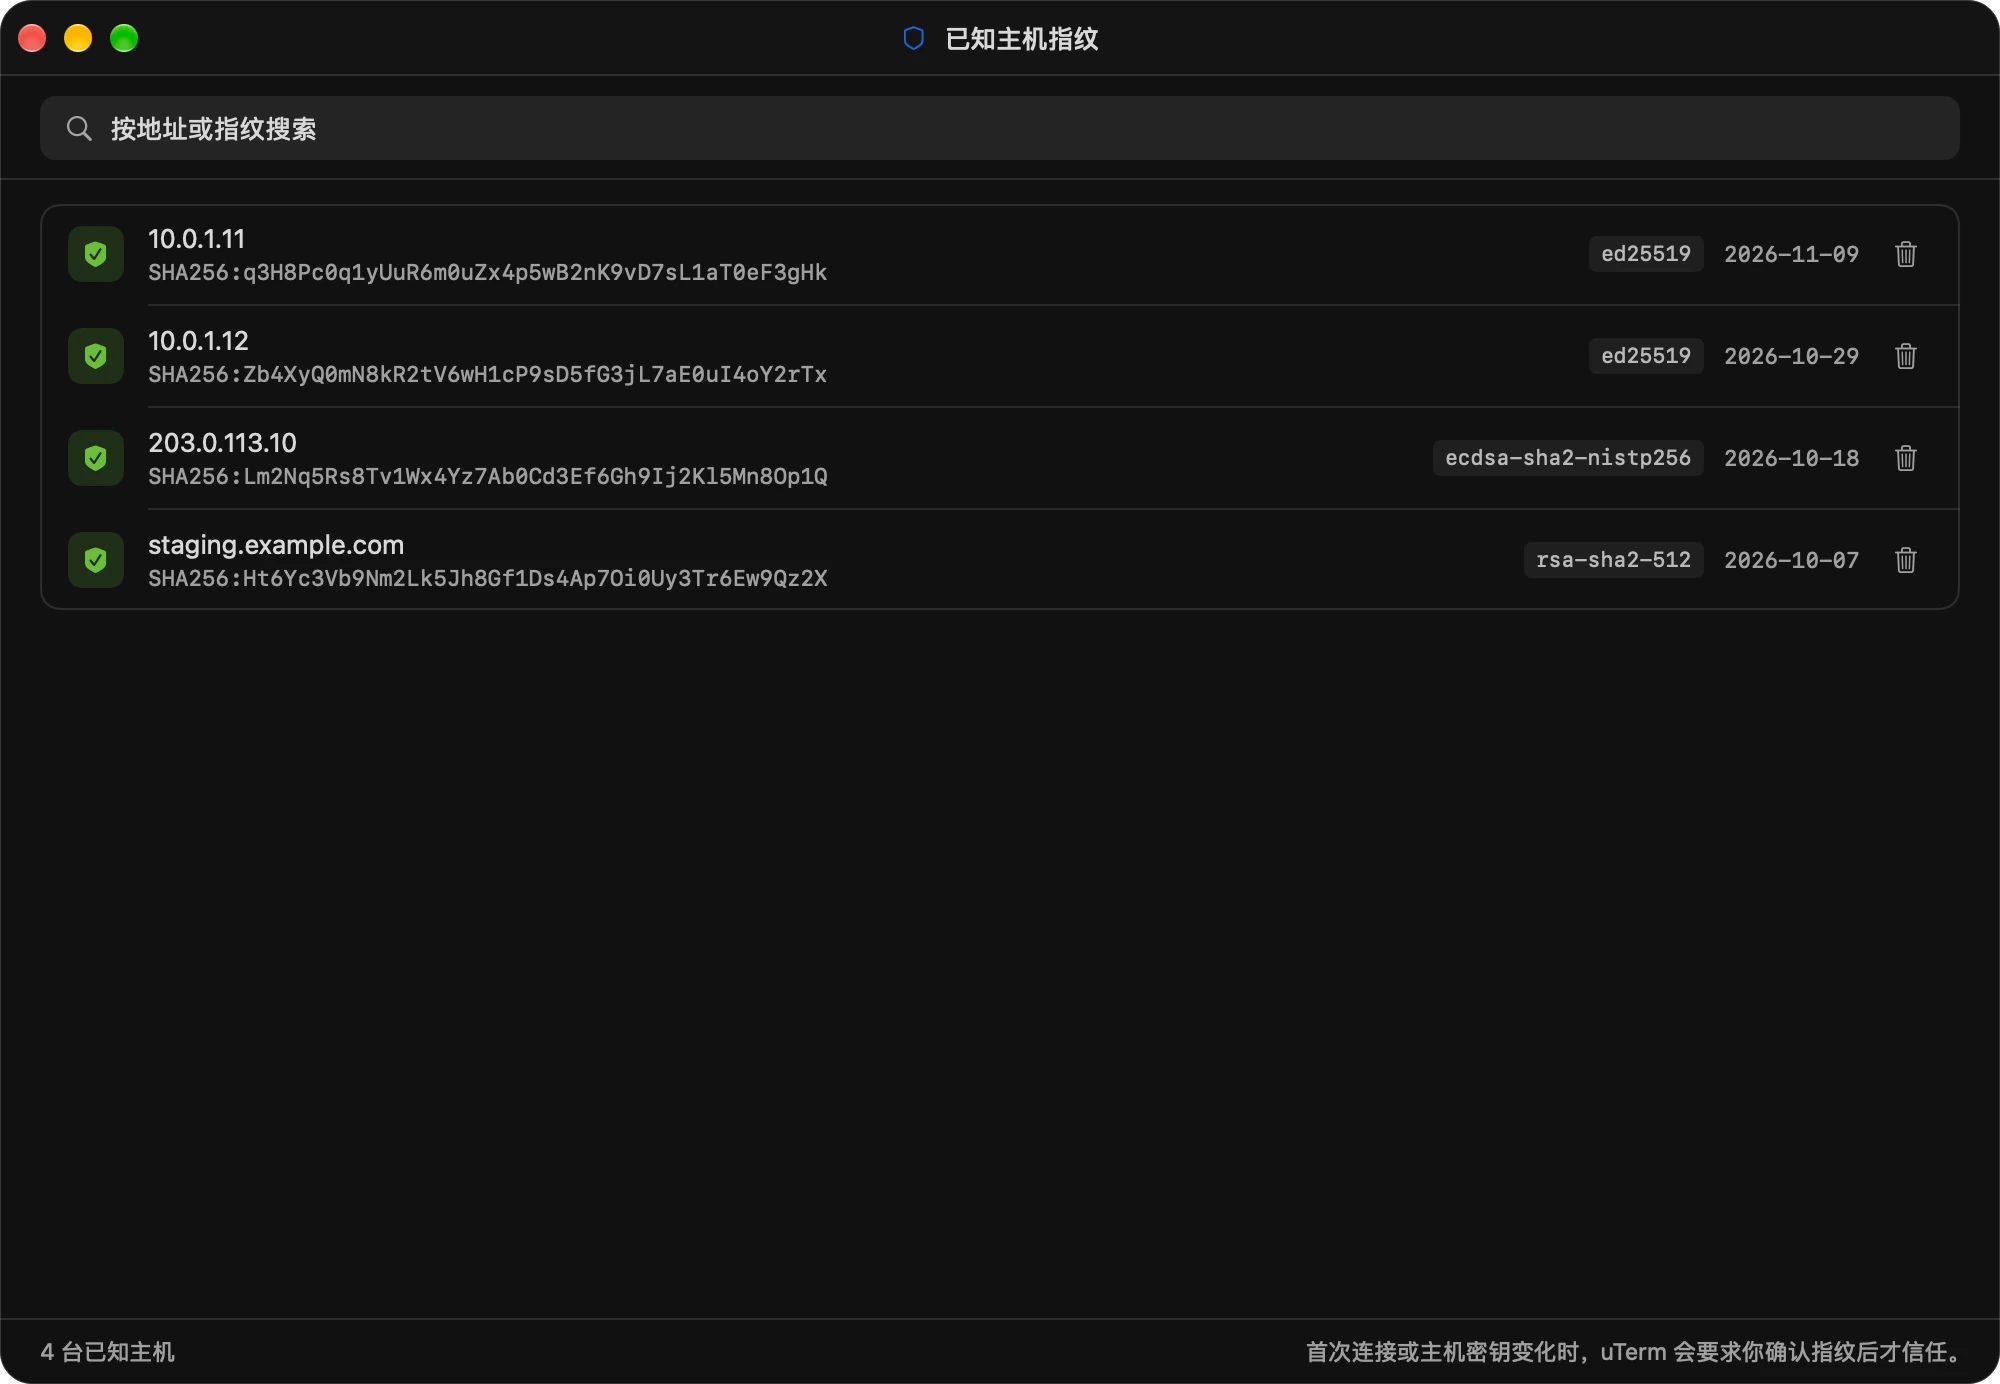 已知主机指纹
按地址或指纹搜索
10.0.1.11
SHA256:q3H8Pc0q1yUuR6m0uZx4p5wB2nK9vD7sL1aT0eF3gHk
ed25519
2026-11-09
10.0.1.12
SHA256:Zb4XyQ0mN8kR2tV6wH1cP9sD5fG3jL7aE0uI4oY2rTx
ed25519
2026-10-29
203.0.113.10
SHA256:Lm2Nq5Rs8Tv1Wx4Yz7Ab0Cd3Ef6Gh9Ij2Kl5Mn8Op1Q
ecdsa-sha2-nistp256
2026-10-18
staging.example.com
SHA256:Ht6Yc3Vb9Nm2Lk5Jh8Gf1Ds4Ap7Oi0Uy3Tr6Ew9Qz2X
rsa-sha2-512
2026-10-07
4 台已知主机
首次连接或主机密钥变化时，uTerm 会要求你确认指纹后才信任。